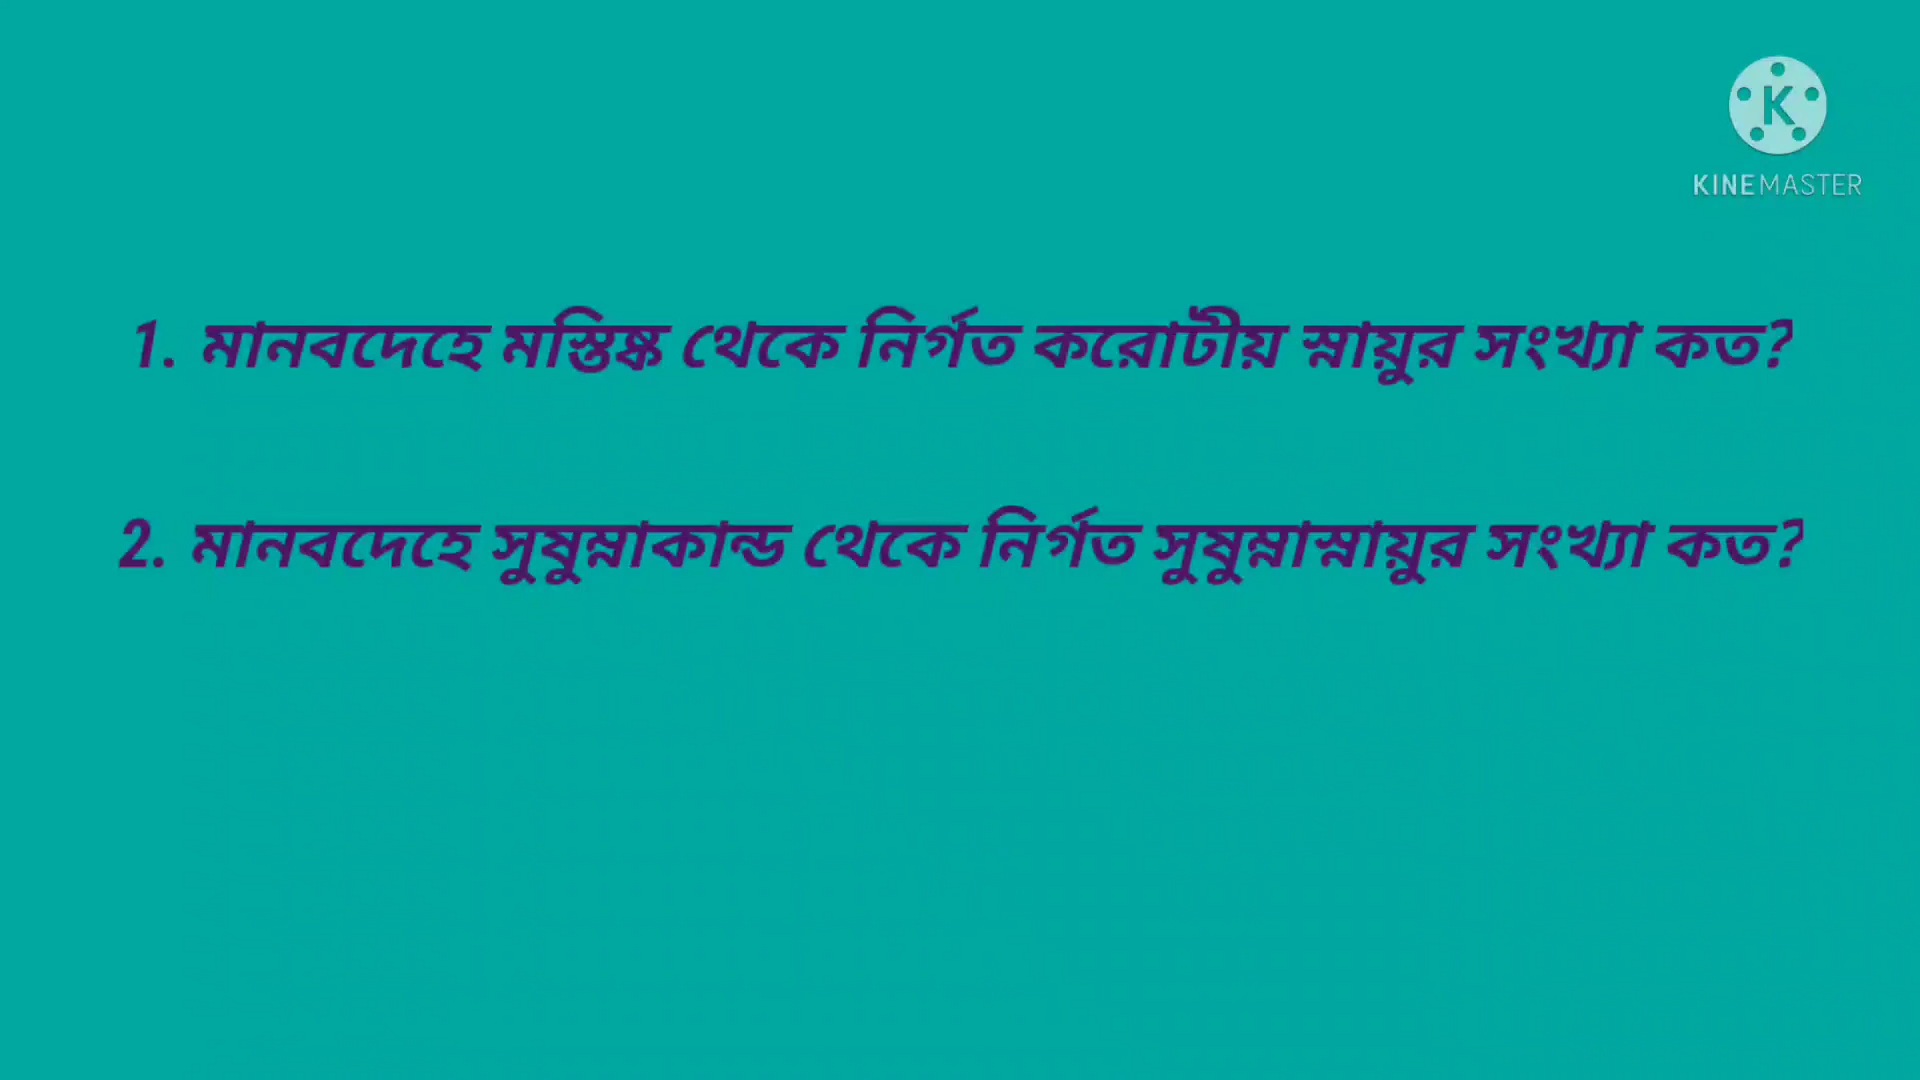 KINEMASTER
1. মানবদেহে মস্তিষ্ক থেকে নির্গত করোটীয় স্নায়ুর সংখ্যা কত?
2. মানবদেহে সুষুম্নাকান্ড থেকে নির্গত সুষুম্নাস্নায়ুর সংখ্যা কত?